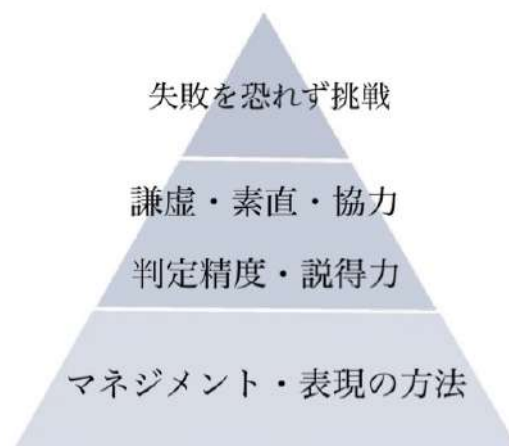 失敗を恐れず挑戦
謙虚・素直・協力
判定精度・説得力
マネジメント・表現の方法